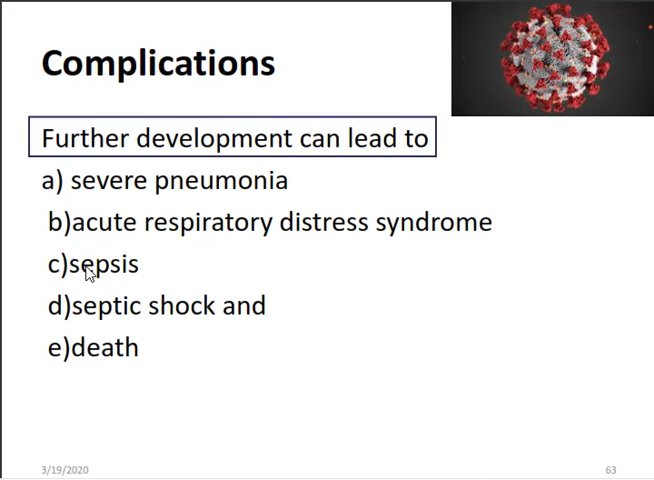 Complications
Further development can lead to
a) severe pneumonia
b)acute respiratory distress syndrome
c)sepsis
d)septic shock and
e)death
3/19/2020
63